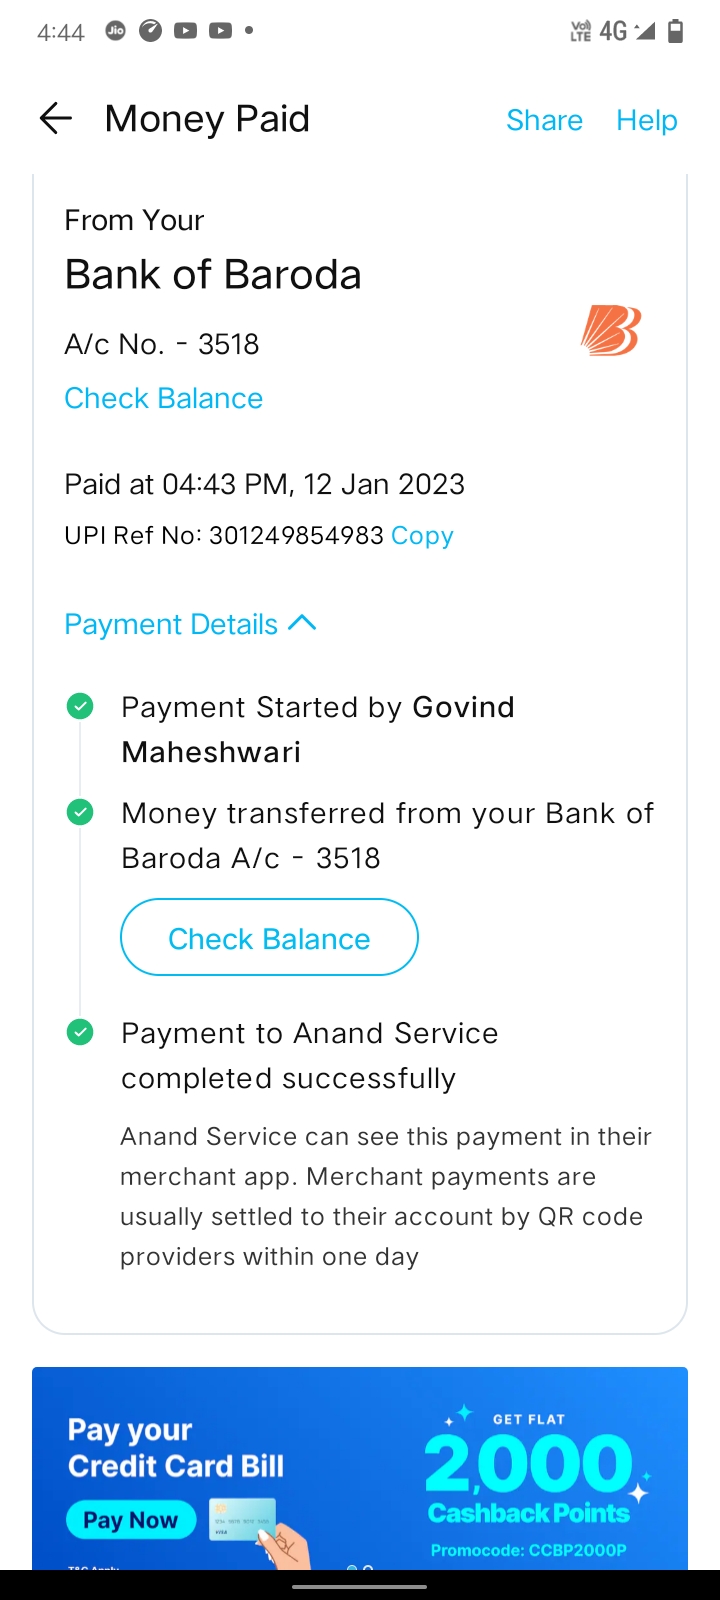 4:44
Jio
Vo) LTE 4G
Money Paid
Share Help
From Your
Bank of Baroda
A/c No. - 3518
Check Balance
Paid at 04:43 PM, 12 Jan 2023
UPI Ref No: 301249854983 Copy
Payment Details
Payment Started by Govind
Maheshwari
Money transferred from your Bank of
Baroda A/c - 3518
Check Balance
Payment to Anand Service
completed successfully
Anand Service can see this payment in their
merchant app. Merchant payments are
usually settled to their account by QR code
providers within one day
Pay your
Credit Card Bill
Pay Now
VISA
GET FLAT
2,000
Cashback Points
Promocode: CCBP2000P
T&C Apply